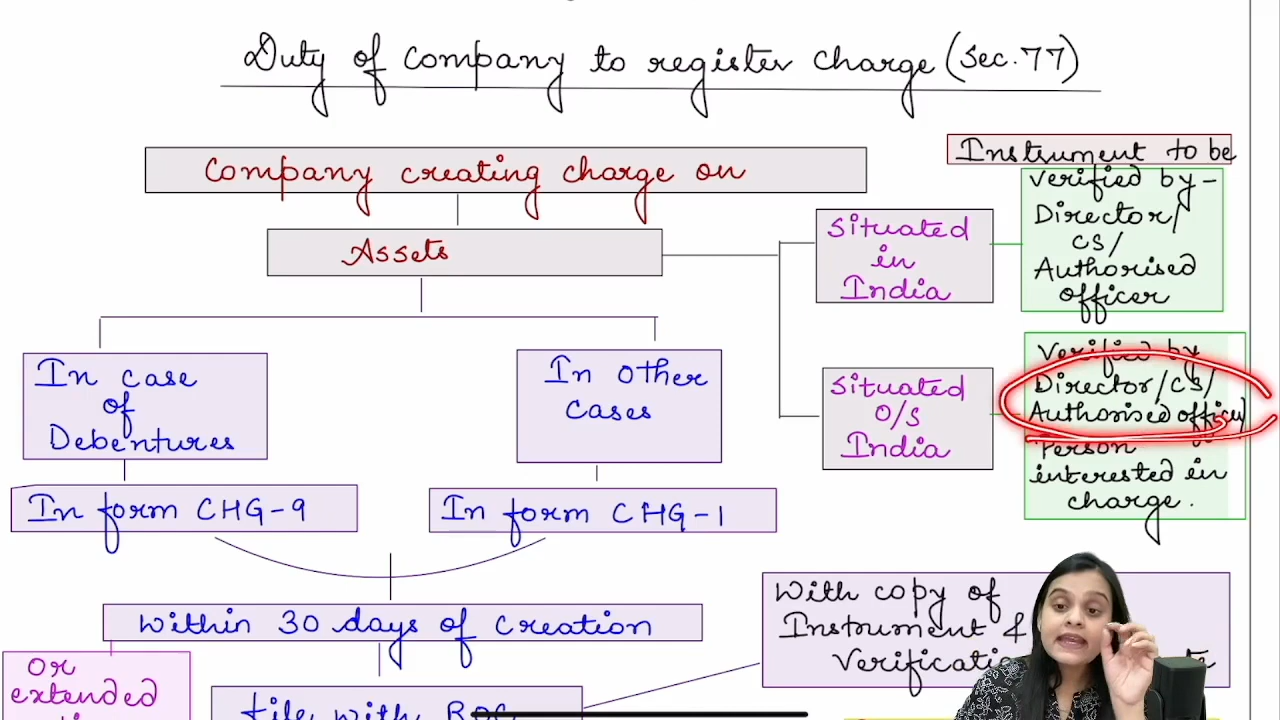 Duty of Company to register charge (Sec. 77)
Company creating charge on
Assets
Situated
in
India
Instrument to be
Verified by -
Director/
CS/
Authorised
officer
Situated
O/S
India
Verified by
Director/CS/
Authorised officer/
Person
interested in
charge.
In case
of
Debentures
In Other
cases
In form CHG-9
In form CHG-1
Within 30 days of Creation
Or
extended
With copy of
Instrument &
file with ROC